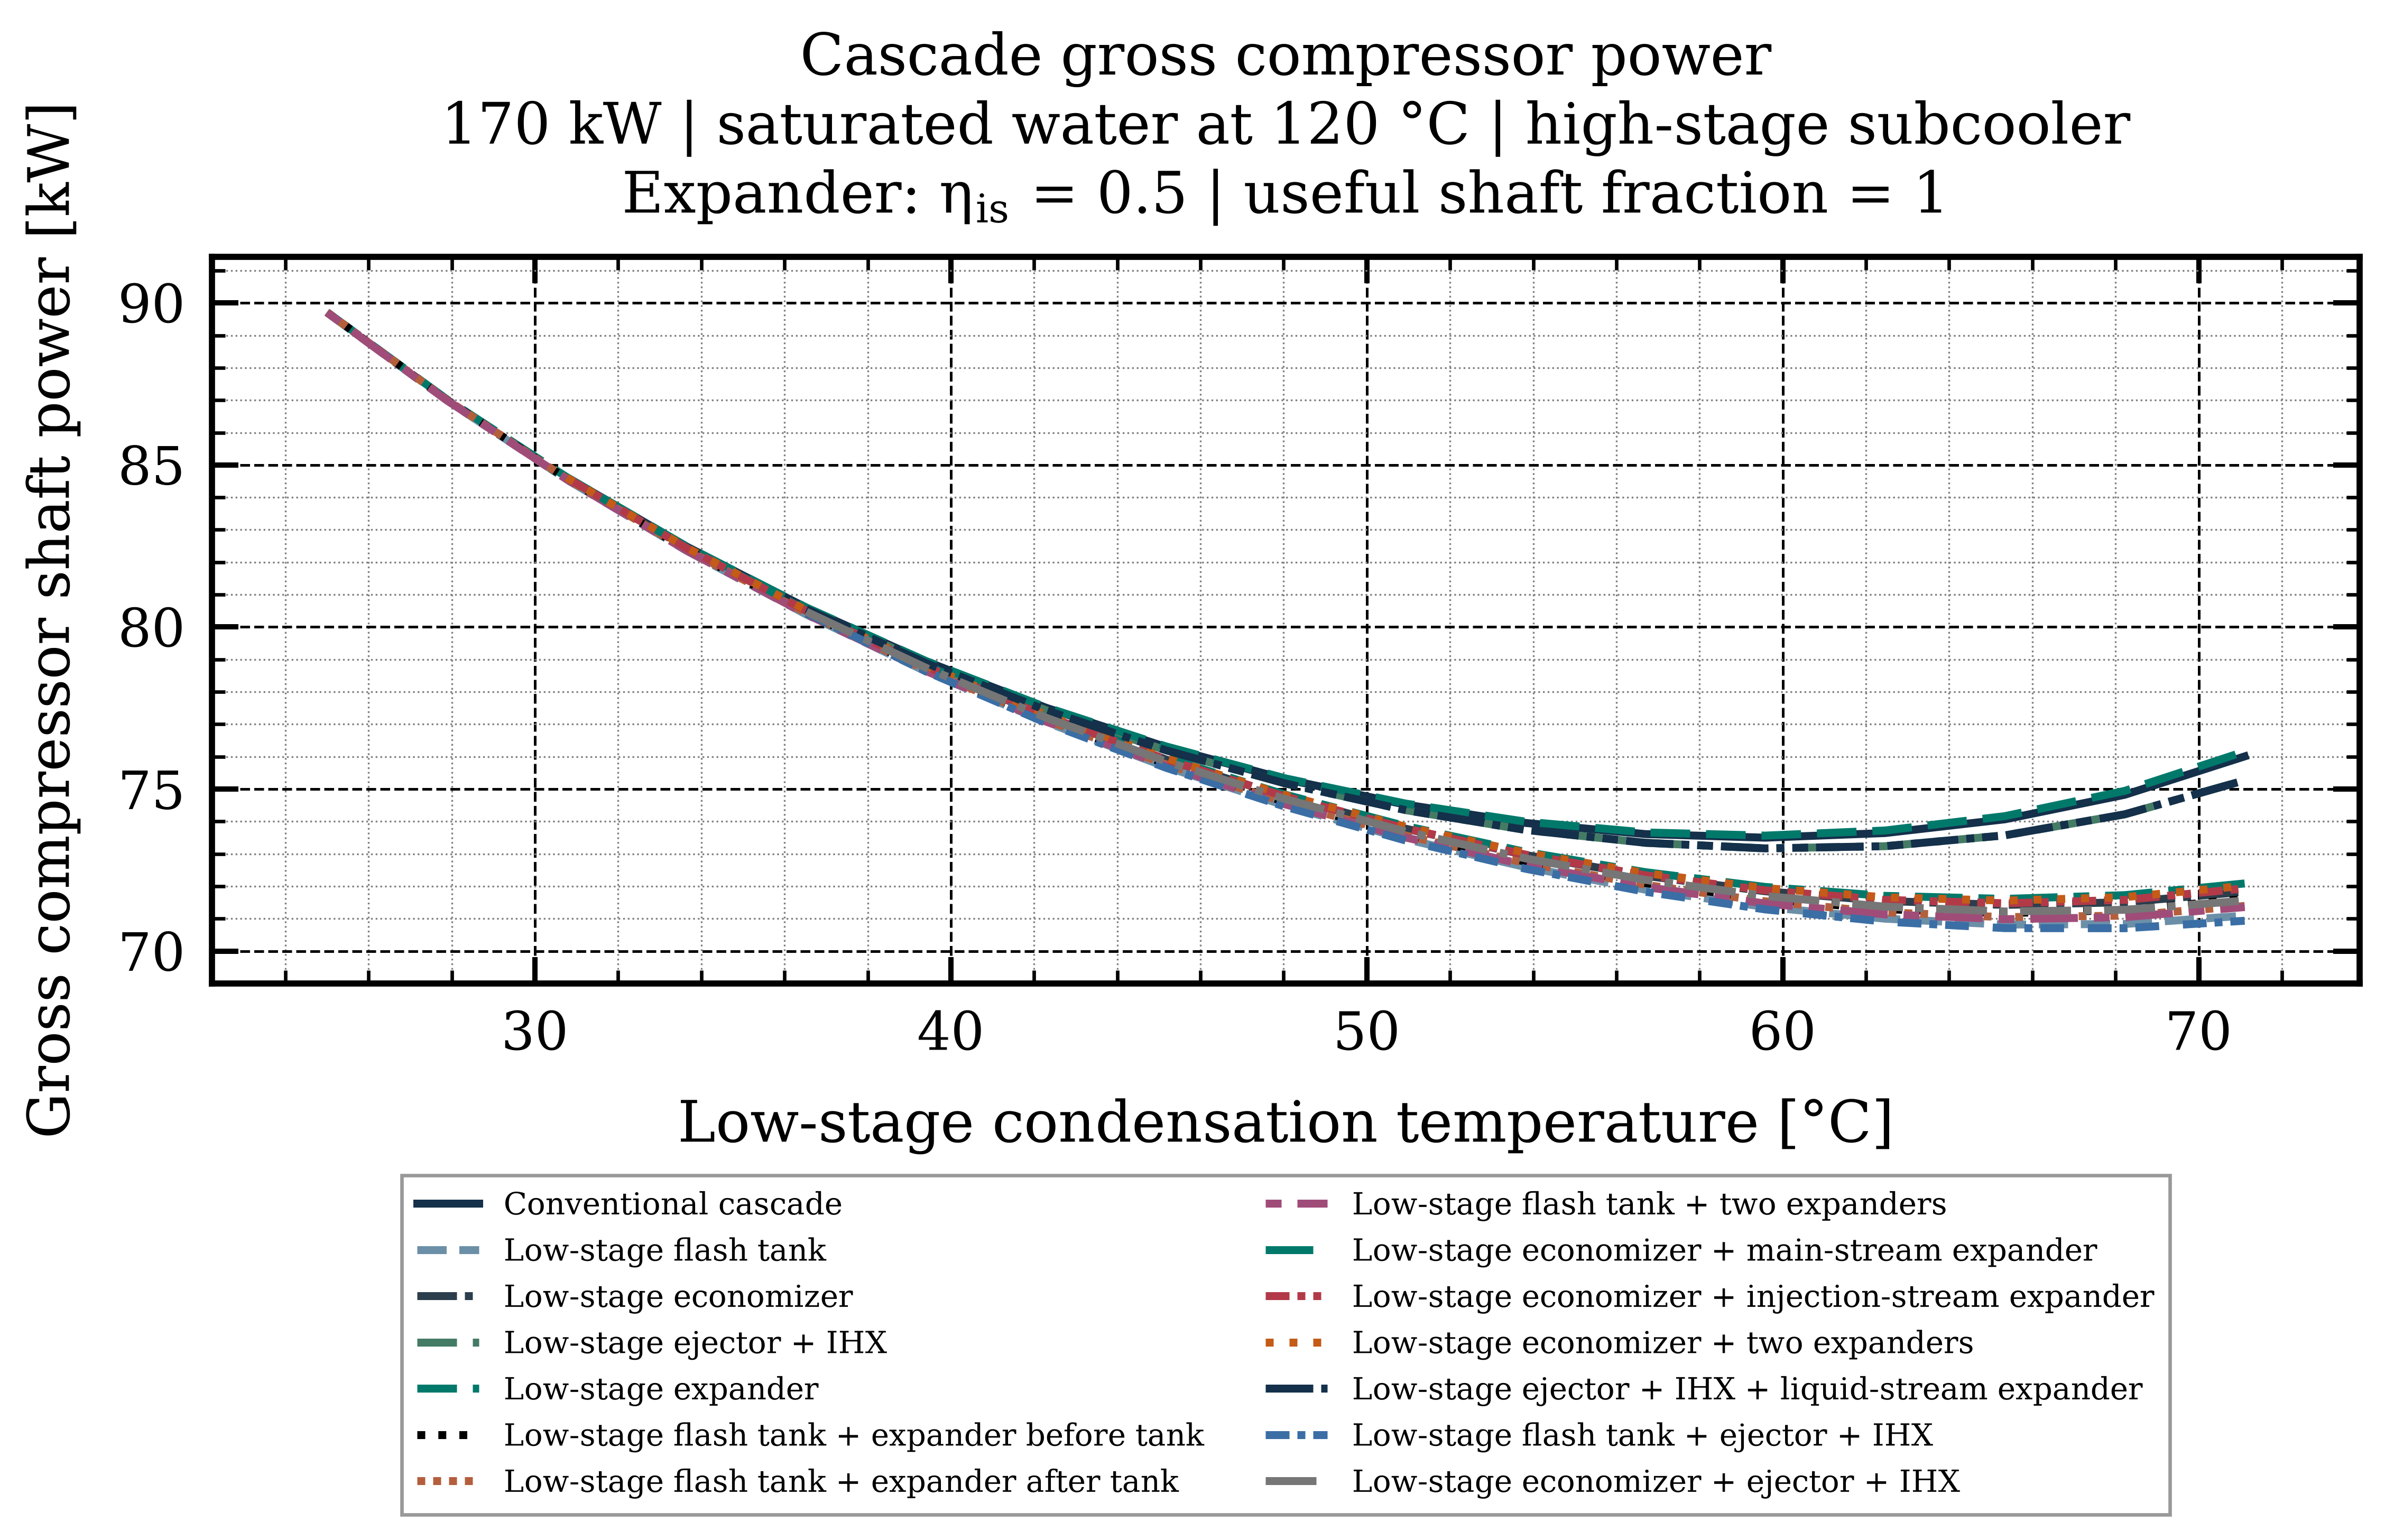 Cascade gross compressor power
170 kW | saturated water at 120 °C | high-stage subcooler
Expander: ηis = 0.5 | useful shaft fraction = 1
Gross compressor shaft power [kW]
90
85
80
75
70
30 40 50 60 70
Low-stage condensation temperature [°C]
Conventional cascade
Low-stage flash tank
Low-stage economizer
Low-stage ejector + IHX
Low-stage expander
Low-stage flash tank + expander before tank
Low-stage flash tank + expander after tank
Low-stage flash tank + two expanders
Low-stage economizer + main-stream expander
Low-stage economizer + injection-stream expander
Low-stage economizer + two expanders
Low-stage ejector + IHX + liquid-stream expander
Low-stage flash tank + ejector + IHX
Low-stage economizer + ejector + IHX